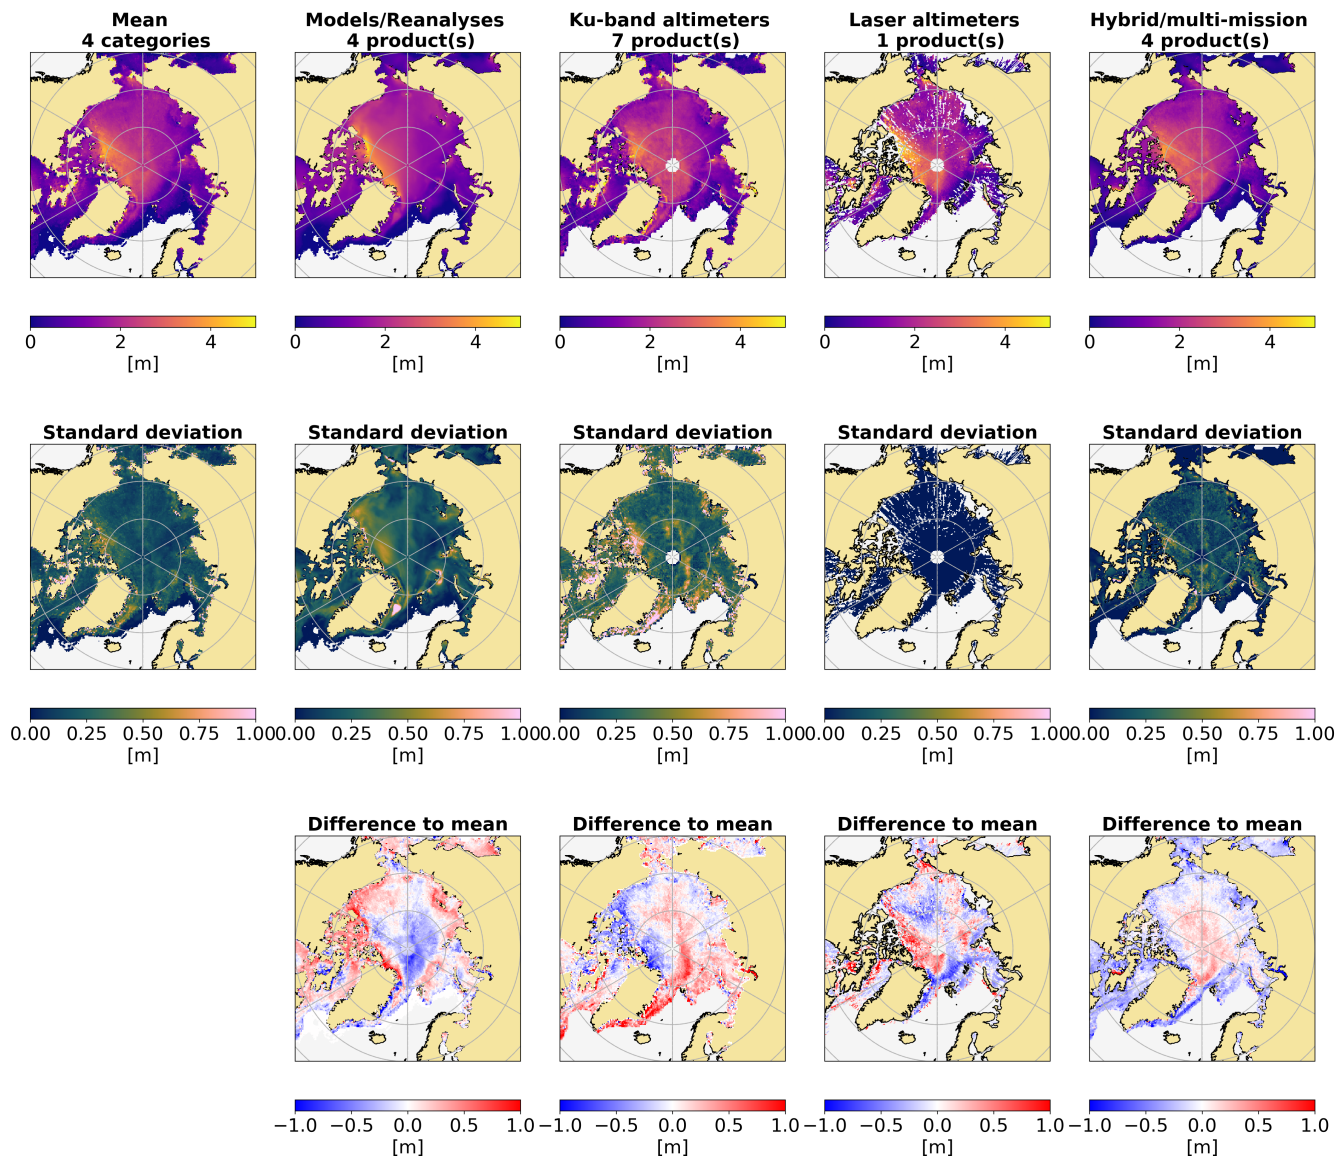 Mean
4 categories
Models/Reanalyses
4 product(s)
Ku-band altimeters
7 product(s)
Laser altimeters
1 product(s)
Hybrid/multi-mission
4 product(s)
0 2 4
[m]
0 2 4
[m]
0 2 4
[m]
0 2 4
[m]
0 2 4
[m]
Standard deviation
Standard deviation
Standard deviation
Standard deviation
Standard deviation
0.00 0.25 0.50 0.75 1.00
[m]
0.00 0.25 0.50 0.75 1.00
[m]
0.00 0.25 0.50 0.75 1.00
[m]
0.00 0.25 0.50 0.75 1.00
[m]
0.00 0.25 0.50 0.75 1.00
[m]
Difference to mean
Difference to mean
Difference to mean
Difference to mean
−1.0 −0.5 0.0 0.5 1.0
[m]
−1.0 −0.5 0.0 0.5 1.0
[m]
−1.0 −0.5 0.0 0.5 1.0
[m]
−1.0 −0.5 0.0 0.5 1.0
[m]